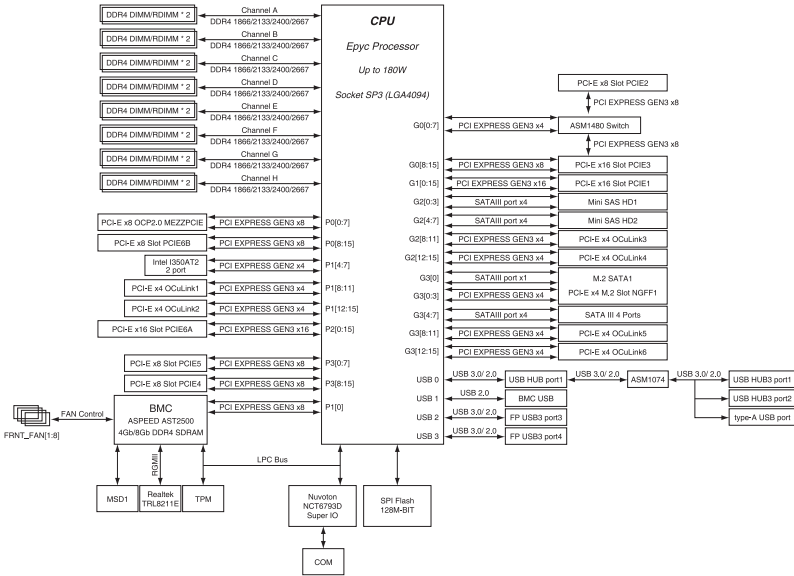 CPU
Epyc Processor
Up to 180W
Socket SP3 (LGA4094)
DDR4 DIMM/RDIMM * 2
Channel A
DDR4 1866/2133/2400/2667
DDR4 DIMM/RDIMM * 2
Channel B
DDR4 1866/2133/2400/2667
DDR4 DIMM/RDIMM * 2
Channel C
DDR4 1866/2133/2400/2667
DDR4 DIMM/RDIMM * 2
Channel D
DDR4 1866/2133/2400/2667
DDR4 DIMM/RDIMM * 2
Channel E
DDR4 1866/2133/2400/2667
DDR4 DIMM/RDIMM * 2
Channel F
DDR4 1866/2133/2400/2667
DDR4 DIMM/RDIMM * 2
Channel G
DDR4 1866/2133/2400/2667
DDR4 DIMM/RDIMM * 2
Channel H
DDR4 1866/2133/2400/2667
PCI-E x8 OCP2.0 MEZZPCIE
PCI EXPRESS GEN3 x8
P0[0:7]
PCI-E x8 Slot PCIE6B
PCI EXPRESS GEN3 x8
P0[8:15]
Intel I350AT2
2 port
PCI EXPRESS GEN2 x4
P1[4:7]
PCI-E x4 OCuLink1
PCI EXPRESS GEN3 x4
P1[8:11]
PCI-E x4 OCuLink2
PCI EXPRESS GEN3 x4
P1[12:15]
PCI-E x16 Slot PCIE6A
PCI EXPRESS GEN3 x16
P2[0:15]
PCI-E x8 Slot PCIE5
PCI EXPRESS GEN3 x8
P3[0:7]
PCI-E x8 Slot PCIE4
PCI EXPRESS GEN3 x8
P3[8:15]
BMC
ASPEED AST2500
4Gb/8Gb DDR4 SDRAM
PCI EXPRESS GEN3 x8
P1[0]
FAN Control
FRNT_FAN[1:8]
RGMII
LPC Bus
MSD1
Realtek
TRL8211E
TPM
Nuvoton
NCT6793D
Super IO
SPI Flash
128M-BIT
COM
PCI-E x8 Slot PCIE2
PCI EXPRESS GEN3 x8
G0[0:7]
PCI EXPRESS GEN3 x4
ASM1480 Switch
PCI EXPRESS GEN3 x8
G0[8:15]
PCI EXPRESS GEN3 x8
PCI-E x16 Slot PCIE3
G1[0:15]
PCI EXPRESS GEN3 x16
PCI-E x16 Slot PCIE1
G2[0:3]
SATAIII port x4
Mini SAS HD1
G2[4:7]
SATAIII port x4
Mini SAS HD2
G2[8:11]
PCI EXPRESS GEN3 x4
PCI-E x4 OCuLink3
G2[12:15]
PCI EXPRESS GEN3 x4
PCI-E x4 OCuLink4
G3[0]
SATAIII port x1
M.2 SATA1
G3[0:3]
PCI EXPRESS GEN3 x4
PCI-E x4 M.2 Slot NGFF1
G3[4:7]
SATAIII port x4
SATA III 4 Ports
G3[8:11]
PCI EXPRESS GEN3 x4
PCI-E x4 OCuLink5
G3[12:15]
PCI EXPRESS GEN3 x4
PCI-E x4 OCuLink6
USB 0
USB 3.0/ 2.0
USB HUB port1
USB 3.0/ 2.0
ASM1074
USB 3.0/ 2.0
USB HUB3 port1
USB HUB3 port2
type-A USB port
USB 1
USB 2.0
BMC USB
USB 2
USB 3.0/ 2.0
FP USB3 port3
USB 3
USB 3.0/ 2.0
FP USB3 port4